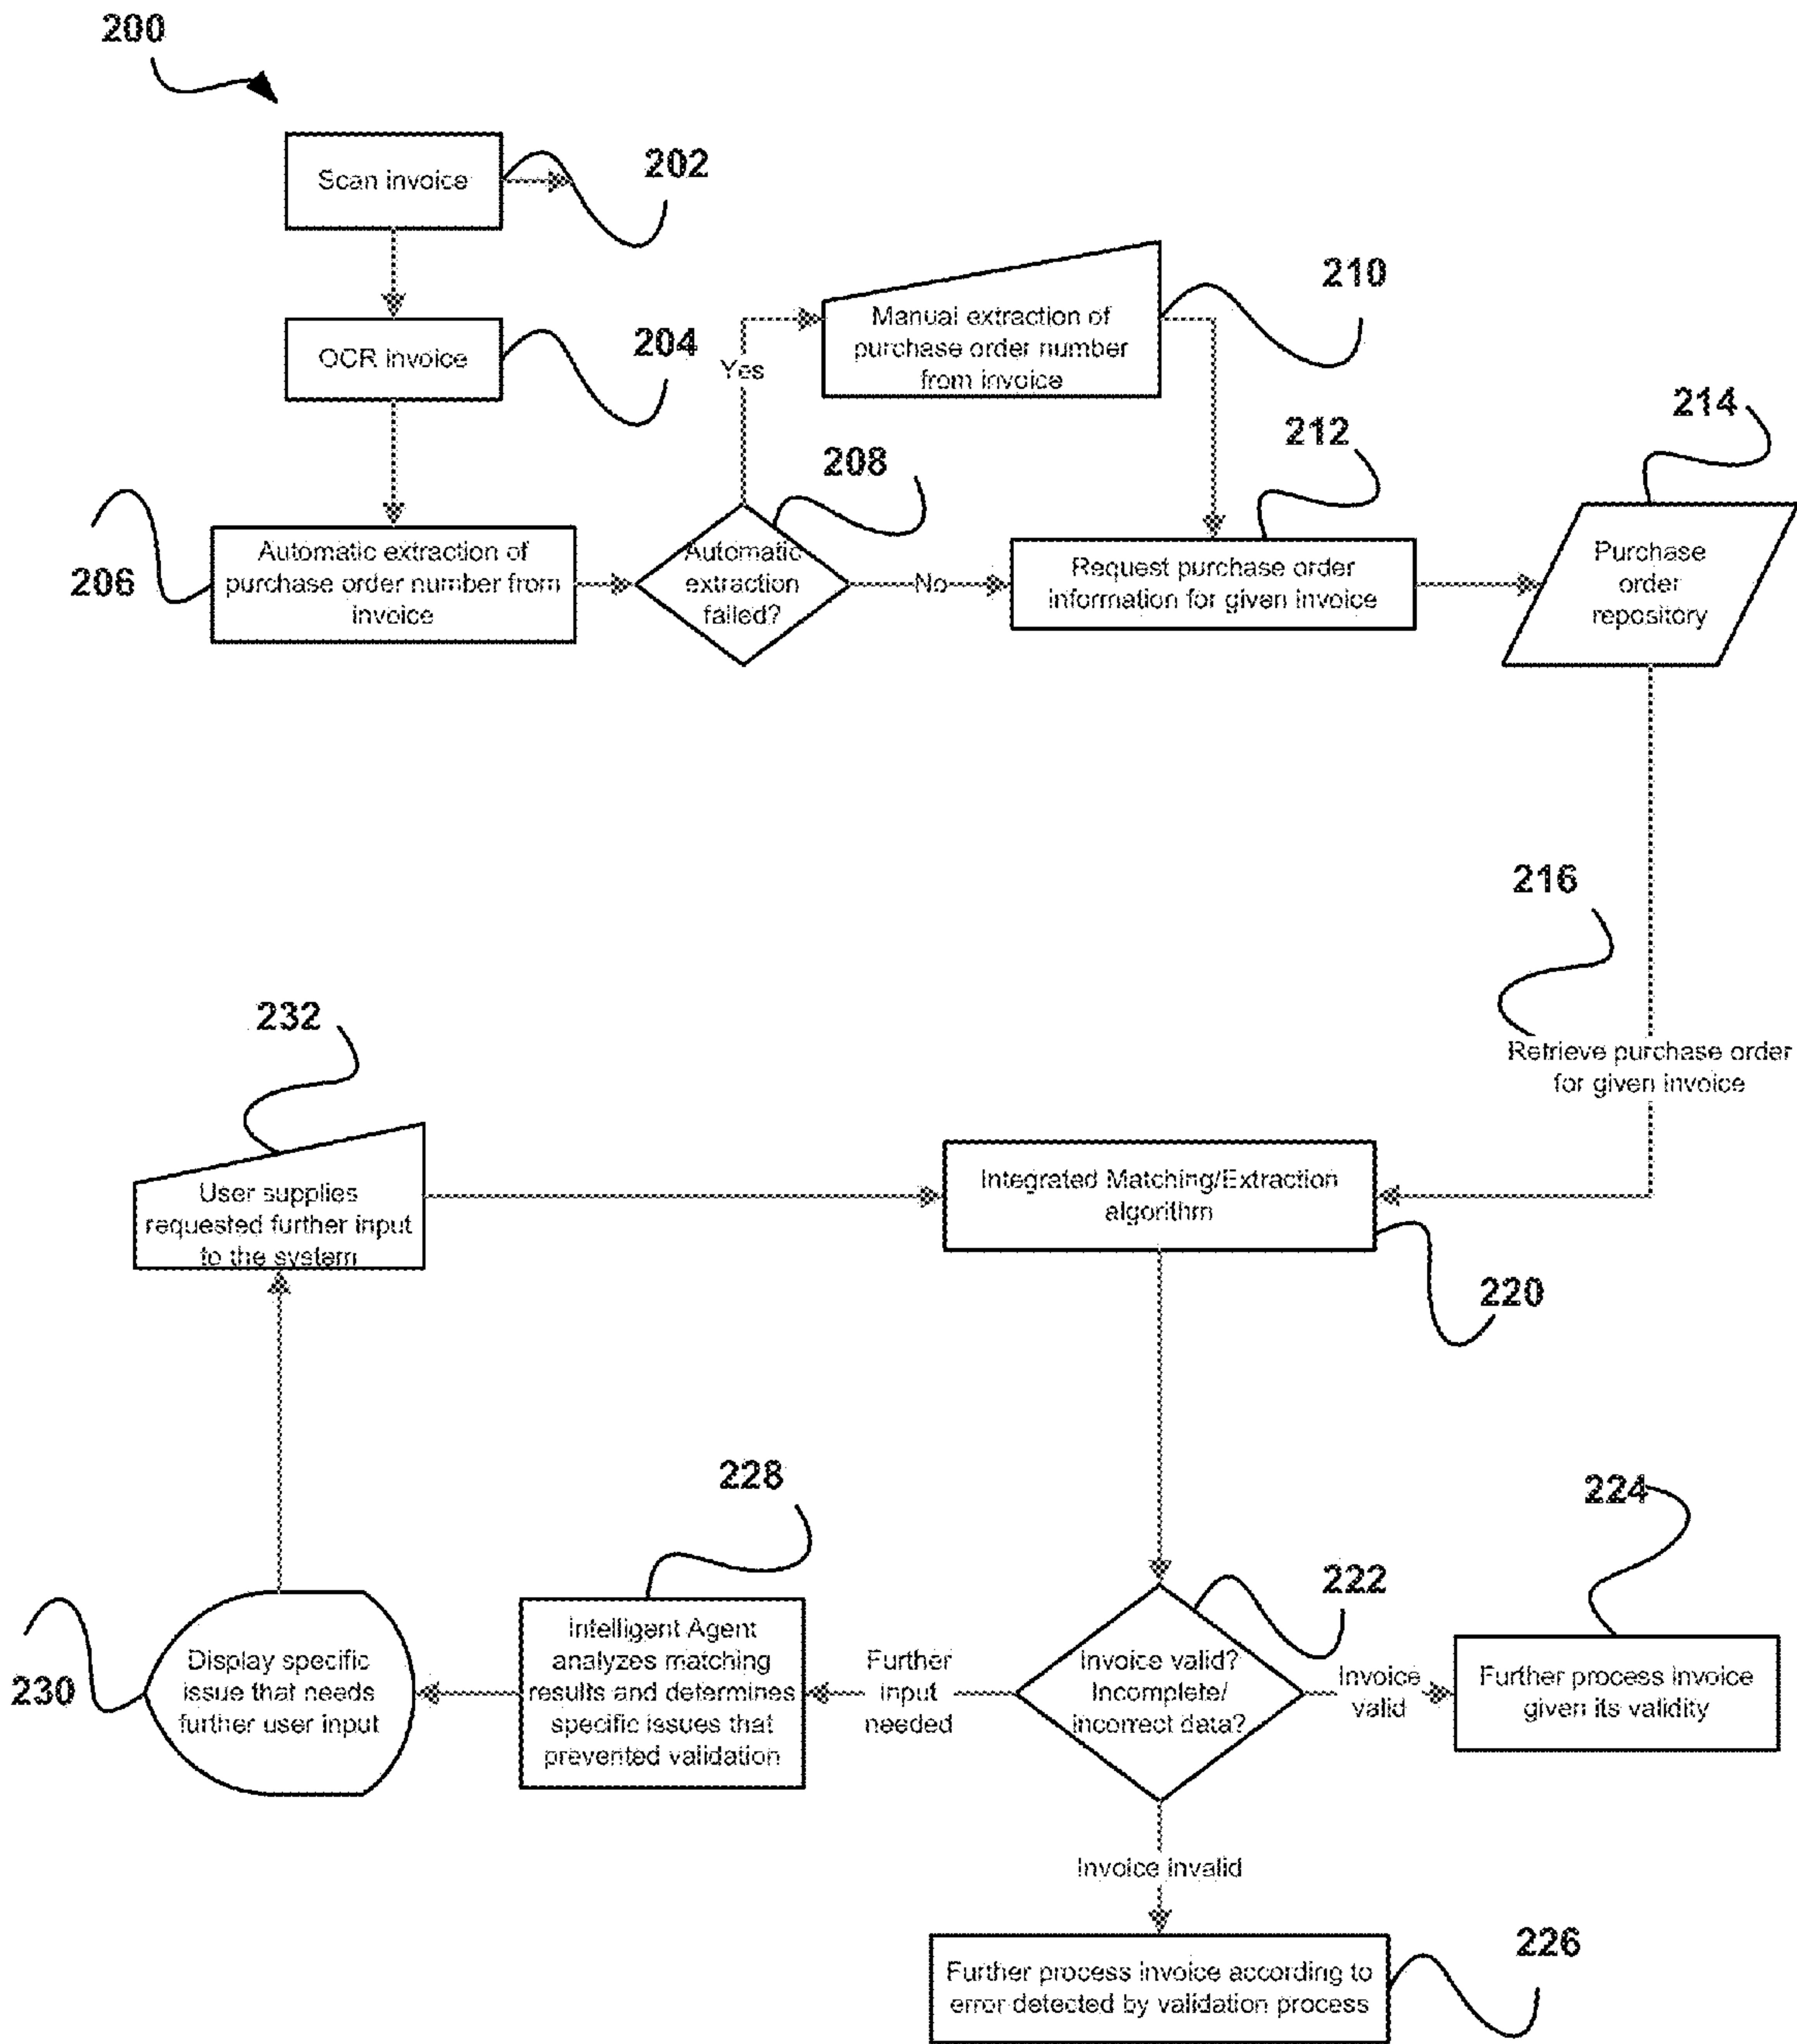 200
Scan invoice
202
OCR invoice
204
Automatic extraction of
purchase order number from
invoice
206
Automatic
extraction
failed?
208
Yes
No
Manual extraction of
purchase order number
from invoice
210
Request purchase order
information for given invoice
212
Purchase
order
repository
214
216
Retrieve purchase order
for given invoice
232
User supplies
requested further input
to the system
Integrated Matching/Extraction
algorithm
220
Invoice valid?
Incomplete/
incorrect data?
222
Invoice
valid
Further process invoice
given its validity
224
Further
input
needed
Intelligent Agent
analyzes matching
results and determines
specific issues that
prevented validation
228
Display specific
issue that needs
further user input
230
Invoice invalid
Further process invoice according to
error detected by validation process
226